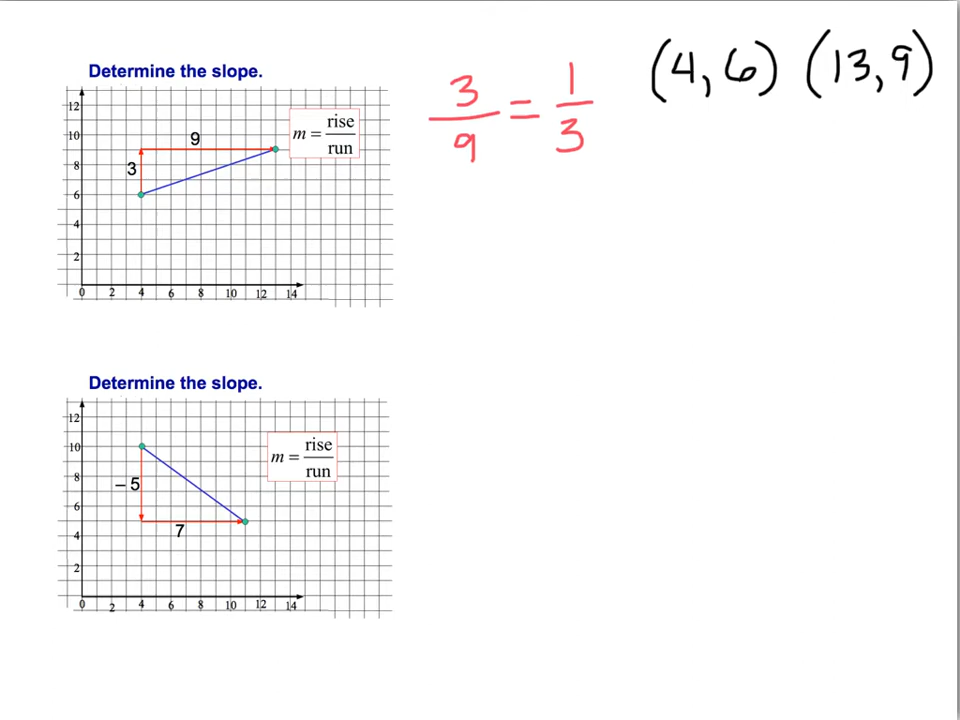 Determine the slope.
12
10
8
6
4
2
0 2 4 6 8 10 12 14
9
3
m = rise
run
3/9 = 1/3
(4, 6) (13, 9)
Determine the slope.
12
10
8
6
4
2
0 2 4 6 8 10 12 14
– 5
7
m = rise
run